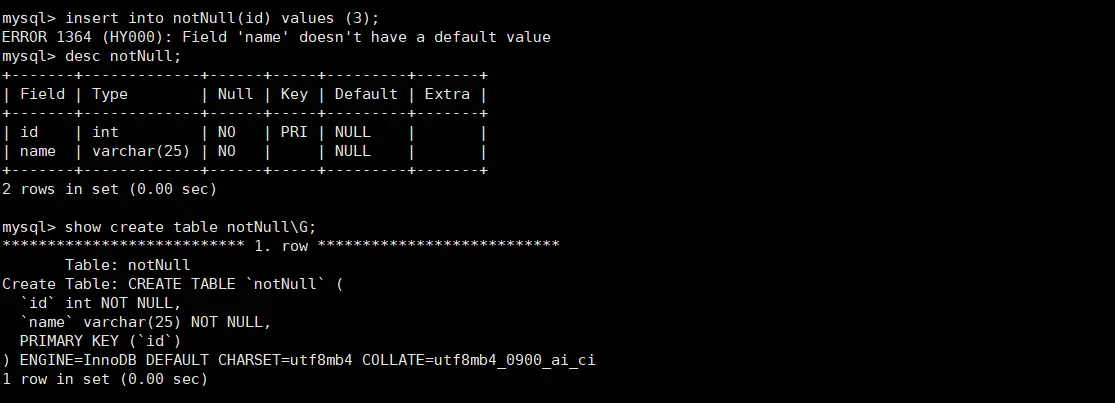 mysql> insert into notNull(id) values (3);
ERROR 1364 (HY000): Field 'name' doesn't have a default value
mysql> desc notNull;
+-------+-------------+------+-----+---------+-------+
| Field | Type        | Null | Key | Default | Extra |
+-------+-------------+------+-----+---------+-------+
| id    | int         | NO   | PRI | NULL    |       |
| name  | varchar(25) | NO   |     | NULL    |       |
+-------+-------------+------+-----+---------+-------+
2 rows in set (0.00 sec)

mysql> show create table notNull\G;
*************************** 1. row ***************************
       Table: notNull
Create Table: CREATE TABLE `notNull` (
  `id` int NOT NULL,
  `name` varchar(25) NOT NULL,
  PRIMARY KEY (`id`)
) ENGINE=InnoDB DEFAULT CHARSET=utf8mb4 COLLATE=utf8mb4_0900_ai_ci
1 row in set (0.00 sec)